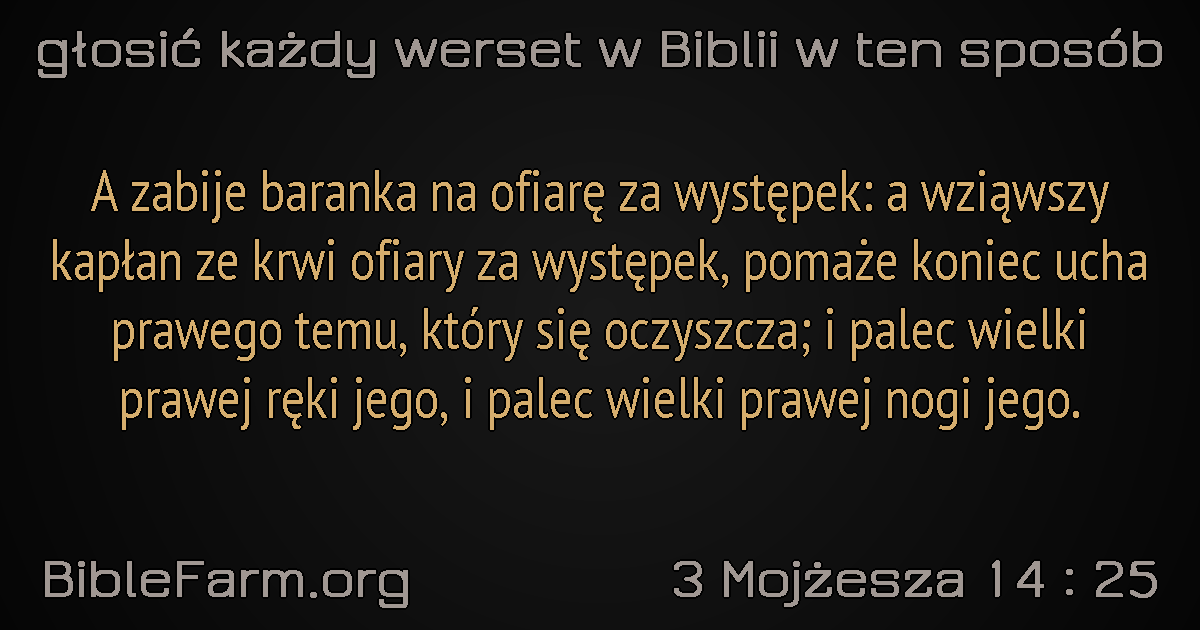 głosić każdy werset w Biblii w ten sposób
A zabije baranka na ofiarę za występek: a wziąwszy
kapłan ze krwi ofiary za występek, pomaże koniec ucha
prawego temu, który się oczyszcza; i palec wielki
prawej ręki jego, i palec wielki prawej nogi jego.
BibleFarm.org
3 Mojżesza 14 : 25